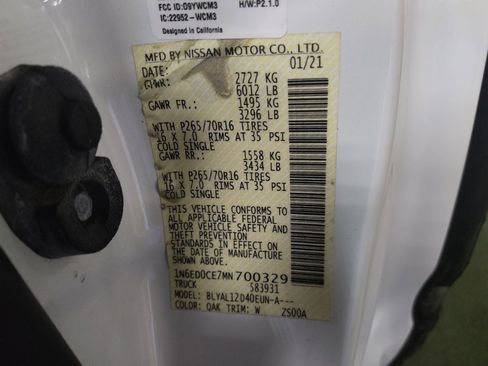 FCC ID: O9YWCM3 H/W:P2.1.0
IC:22952-WCM3
Designed in California
MFD BY NISSAN MOTOR CO., LTD.
DATE: 01/21
GVWR: 2727 KG
6012 LB
GAWR FR.: 1495 KG
3296 LB
WITH P265/70R16 TIRES
16 X 7.0 RIMS AT 35 PSI
COLD SINGLE
GAWR RR.: 1558 KG
3434 LB
WITH P265/70R16 TIRES
16 X 7.0 RIMS AT 35 PSI
COLD SINGLE
THIS VEHICLE CONFORMS TO
ALL APPLICABLE FEDERAL
MOTOR VEHICLE SAFETY
AND THEFT PREVENTION
STANDARDS IN EFFECT ON THE
DATE OF MANUFACTURE
SHOWN ABOVE.
1N6ED0CE7MN700329
TRUCK 583931
MODEL: BLYAL12D40EUN-A---
COLOR: QAK TRIM: W ZS00A